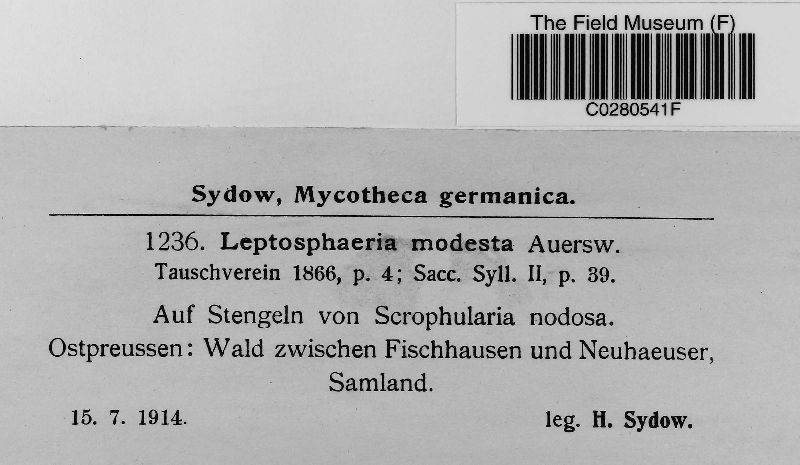 The Field Museum (F)
C0280541F
Sydow, Mycotheca germanica.
1236. Leptosphaeria modesta Auersw.
Tauschverein 1866, p. 4; Sacc. Syll. II, p. 39.
Auf Stengeln von Scrophularia nodosa.
Ostpreussen: Wald zwischen Fischhausen und Neuhaeuser,
Samland.
15. 7. 1914. leg. H. Sydow.